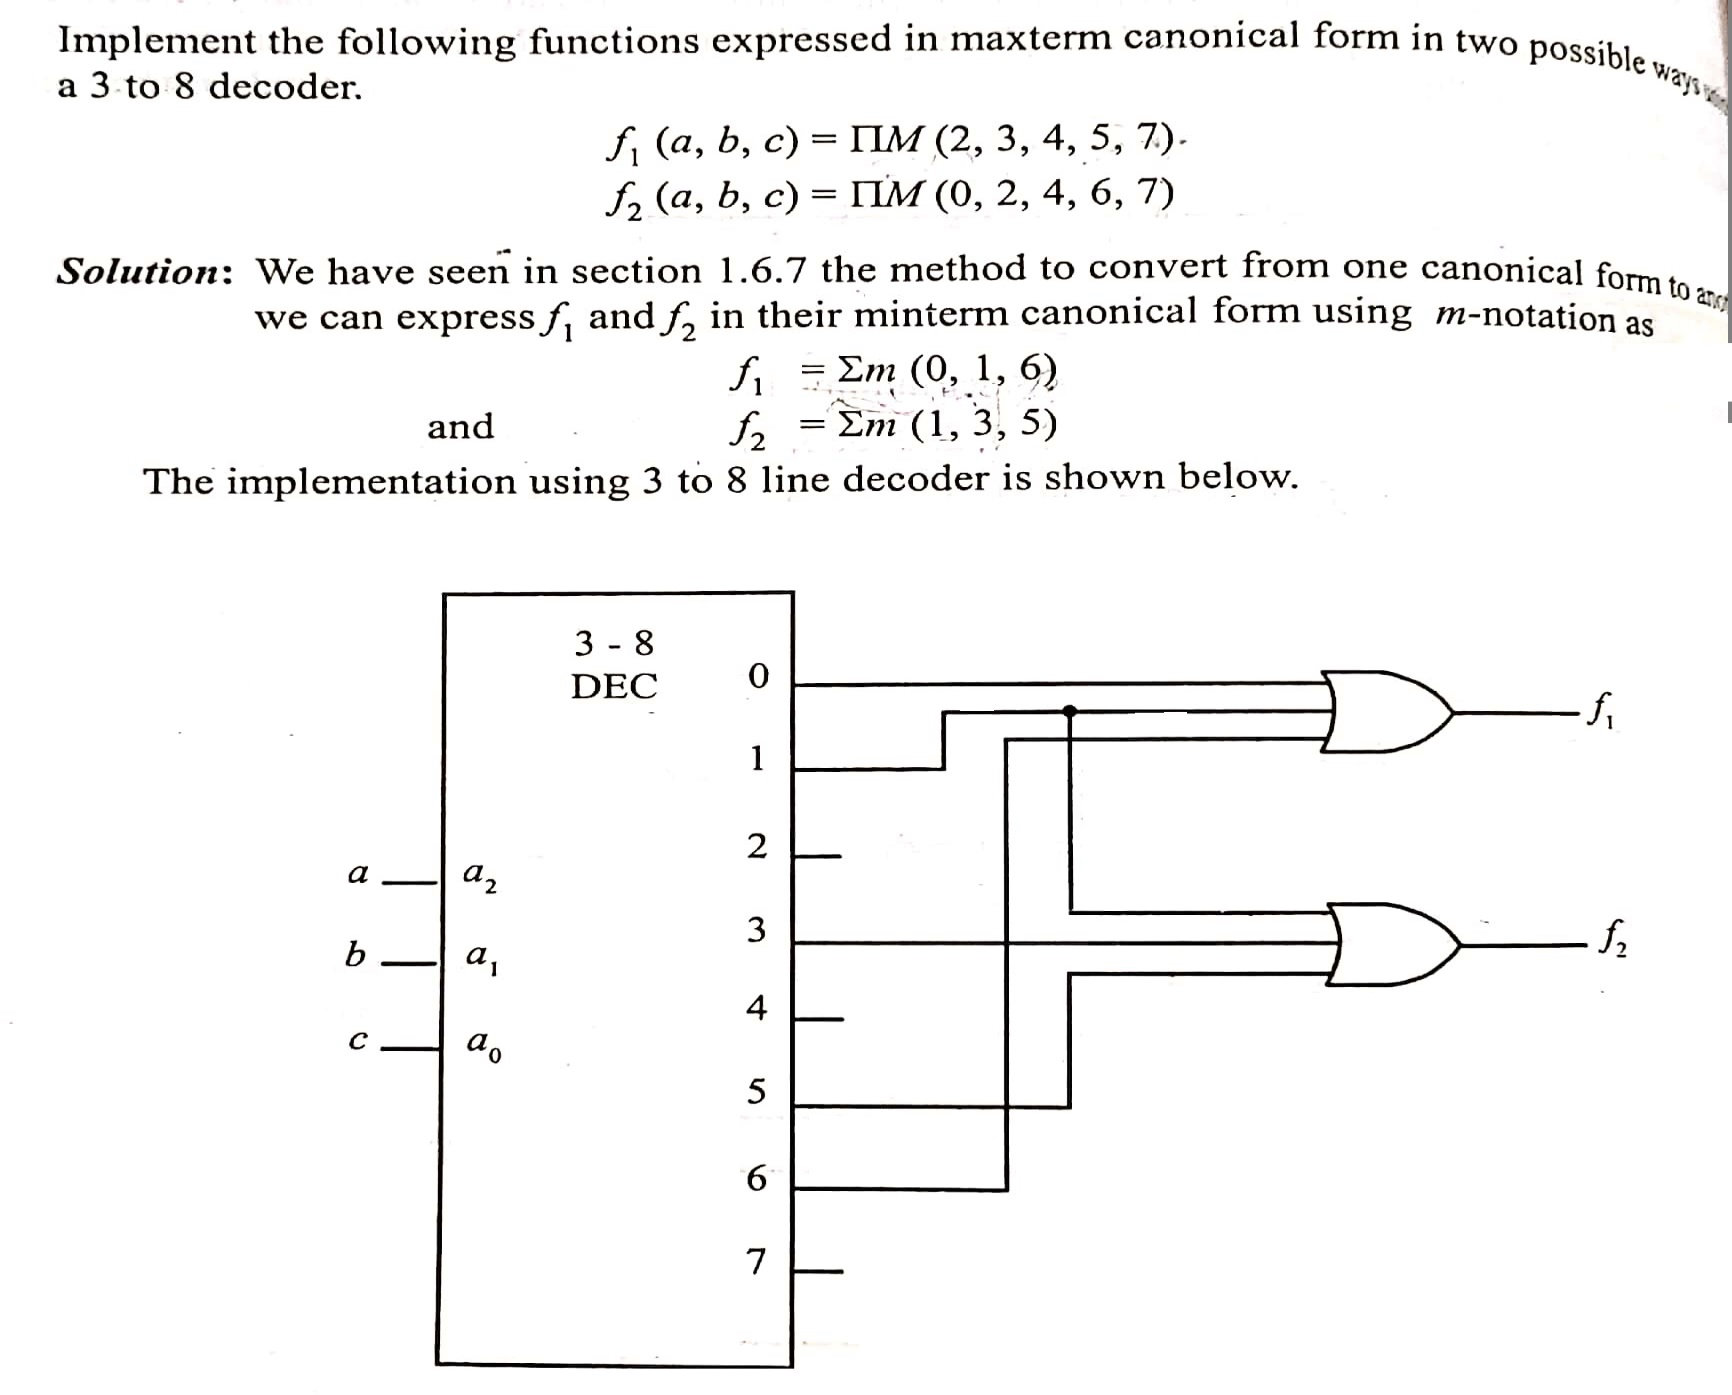 Implement the following functions expressed in maxterm canonical form in two possible ways
a 3 to 8 decoder.
f₁ (a, b, c) = ΠM (2, 3, 4, 5, 7)
f₂ (a, b, c) = ΠM (0, 2, 4, 6, 7)
Solution: We have seen in section 1.6.7 the method to convert from one canonical form to
we can express f₁ and f₂ in their minterm canonical form using m-notation as
f₁ = Σm (0, 1, 6)
and f₂ = Σm (1, 3, 5)
The implementation using 3 to 8 line decoder is shown below.
3 - 8
DEC
0
f₁
1
2
a a₂
3
f₂
b a₁
4
c a₀
5
6
7